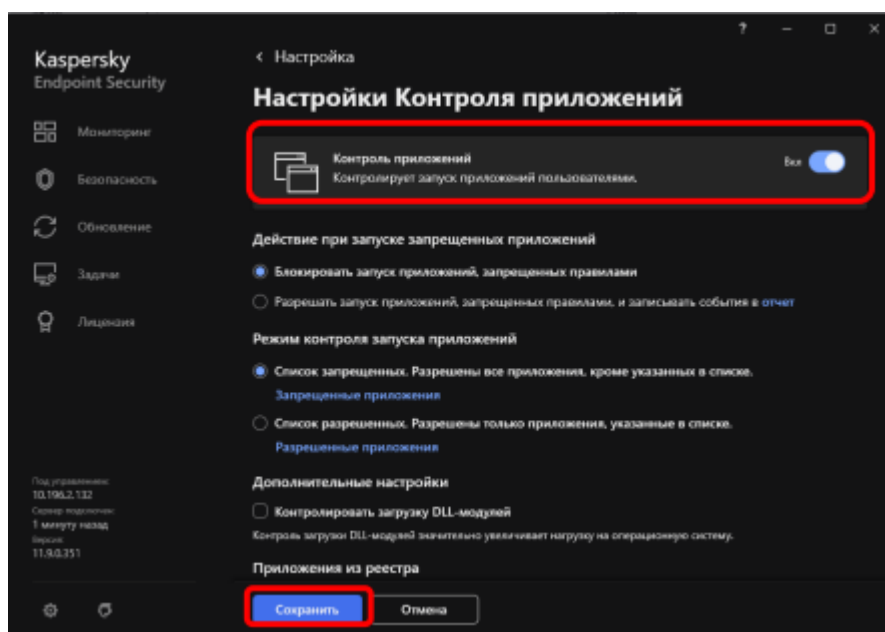 ?
Kaspersky
Endpoint Security
Мониторинг
Безопасность
Обновление
Задачи
Лицензия
Под управлением:
10.196.2.132
Сервер подключен:
1 минуту назад
Версия:
11.9.0.351
< Настройка
Настройки Контроля приложений
Контроль приложений
Контролирует запуск приложений пользователями.
Вкл
Действие при запуске запрещенных приложений
Блокировать запуск приложений, запрещенных правилами
Разрешать запуск приложений, запрещенных правилами, и записывать события в отчет
Режим контроля запуска приложений
Список запрещенных. Разрешены все приложения, кроме указанных в списке.
Запрещенные приложения
Список разрешенных. Разрешены только приложения, указанные в списке.
Разрешенные приложения
Дополнительные настройки
Контролировать загрузку DLL-модулей
Контроль загрузки DLL-модулей значительно увеличивает нагрузку на операционную систему.
Приложения из реестра
Сохранить
Отмена